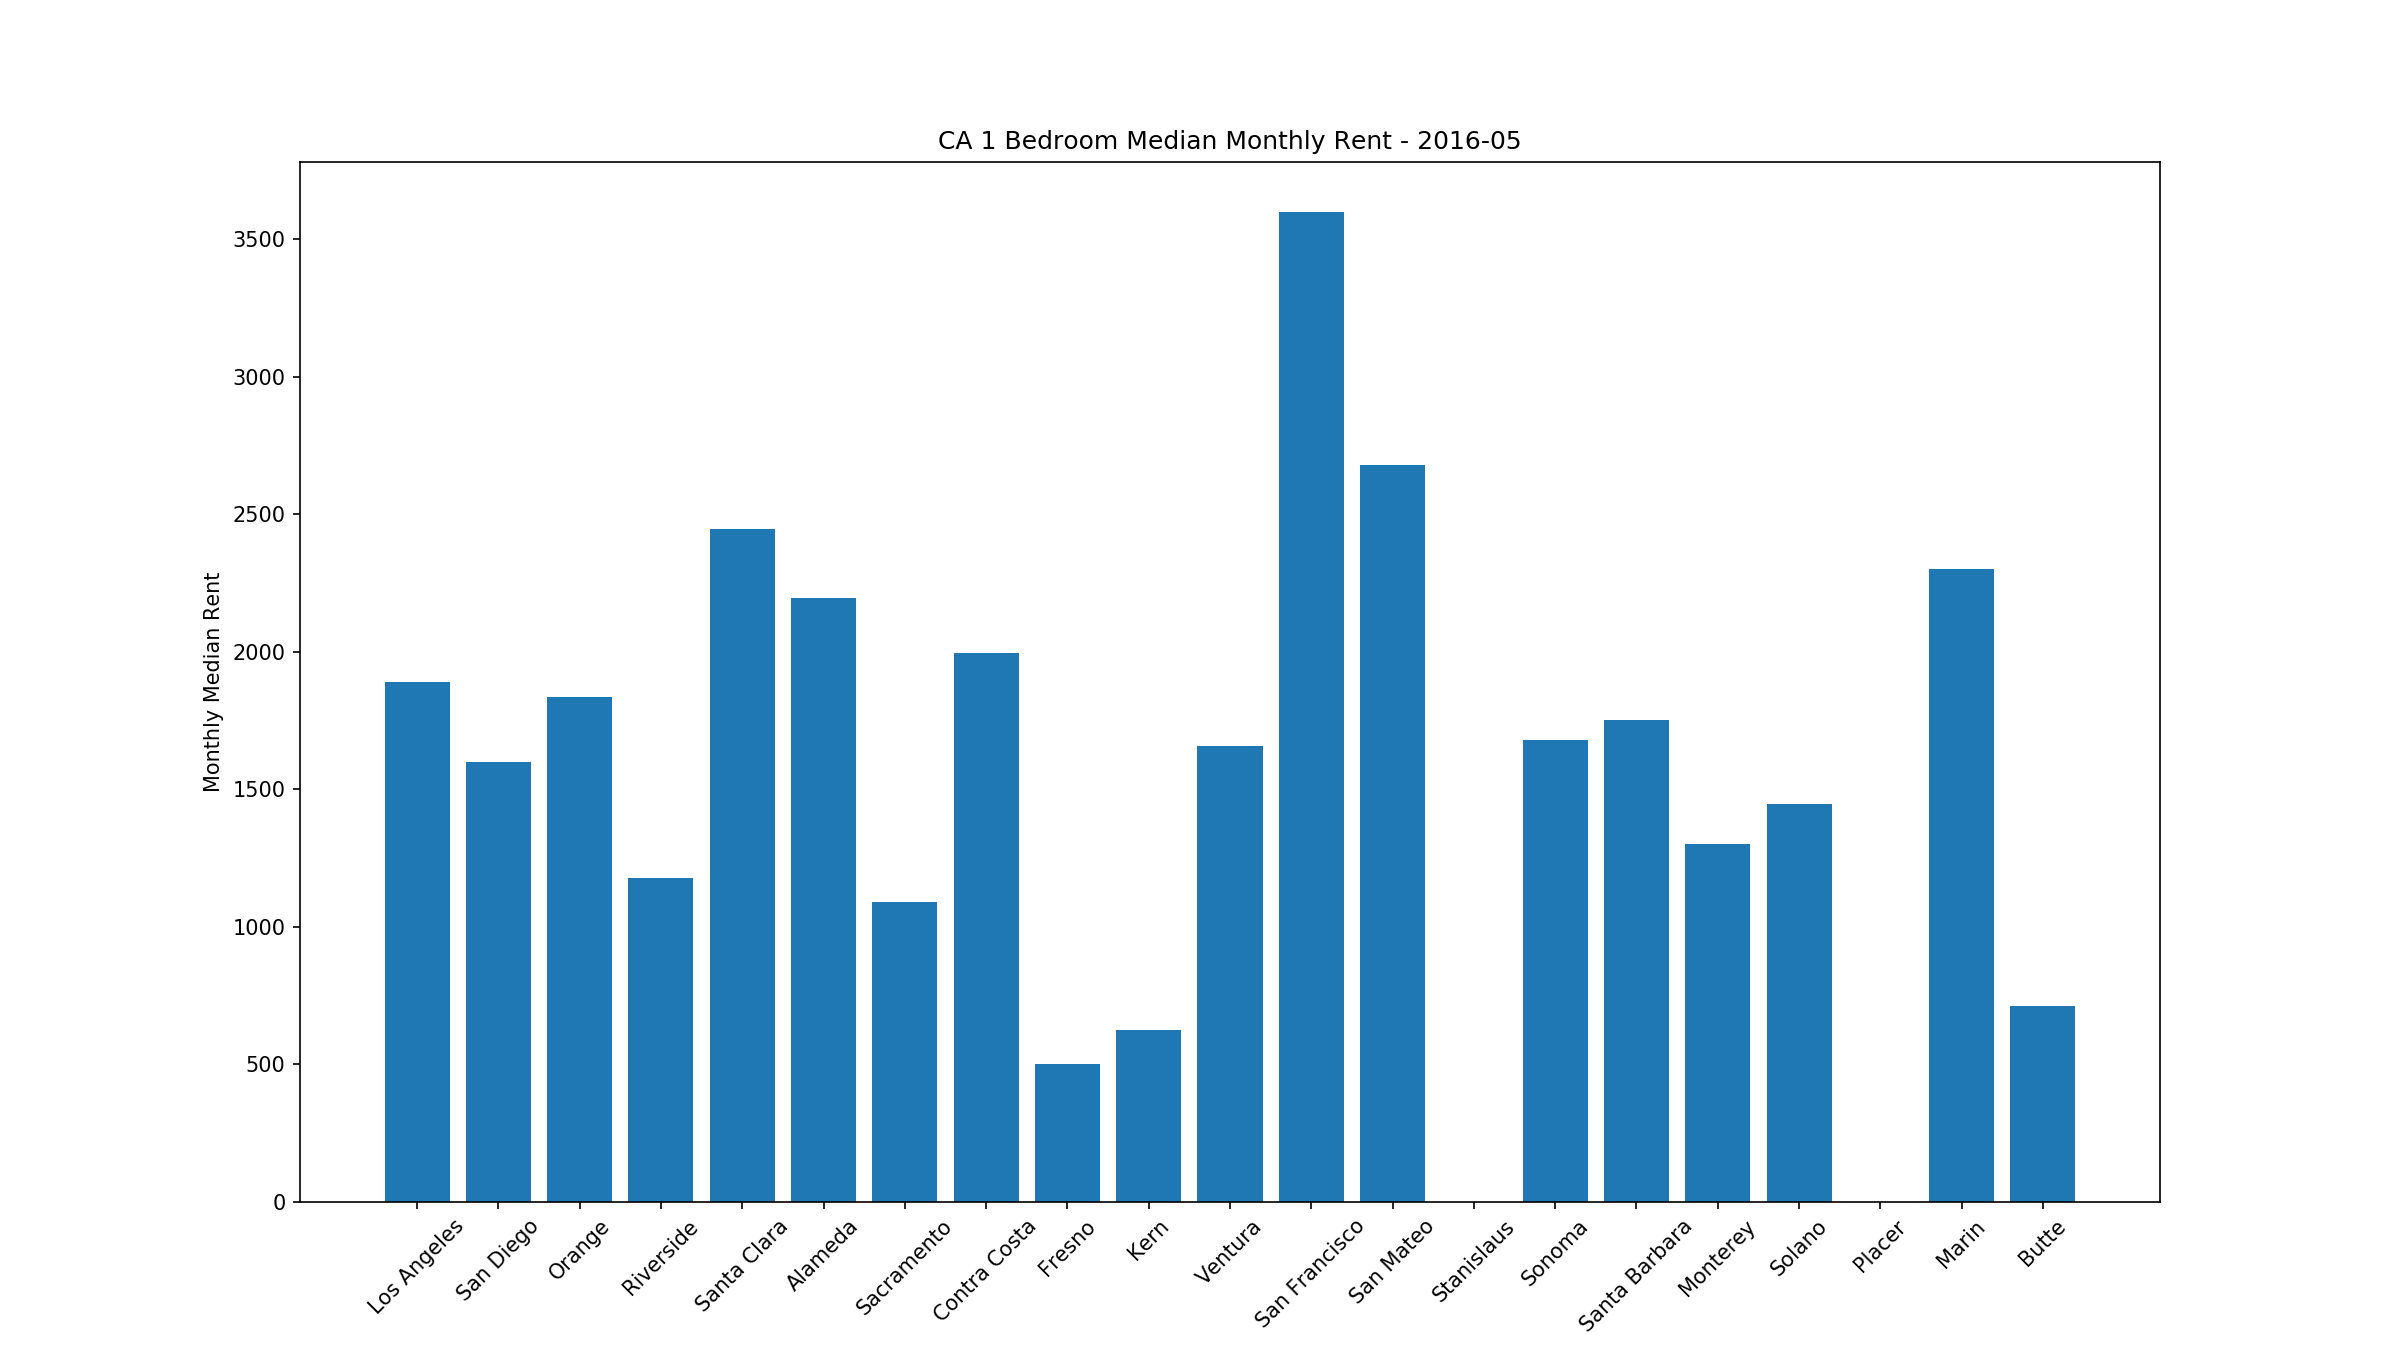 CA 1 Bedroom Median Monthly Rent - 2016-05
Monthly Median Rent
3500
3000
2500
2000
1500
1000
500
0
Los Angeles
San Diego
Orange
Riverside
Santa Clara
Alameda
Sacramento
Contra Costa
Fresno
Kern
Ventura
San Francisco
San Mateo
Stanislaus
Sonoma
Santa Barbara
Monterey
Solano
Placer
Marin
Butte